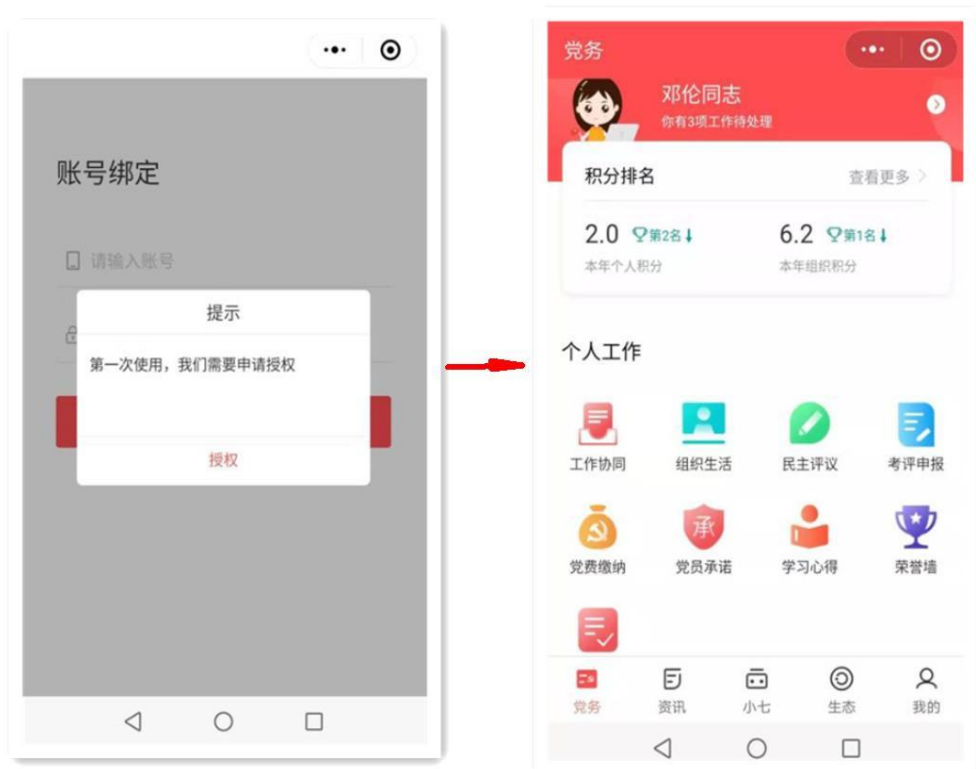 账号绑定
请输入账号
提示
第一次使用，我们需要申请授权
授权
党务
邓伦同志
你有3项工作待处理
积分排名 查看更多
2.0 第2名 6.2 第1名
本年个人积分 本年组织积分
个人工作
工作协同 组织生活 民主评议 考评申报
承
党费缴纳 党员承诺 学习心得 荣誉墙
党务 资讯 小七 生态 我的